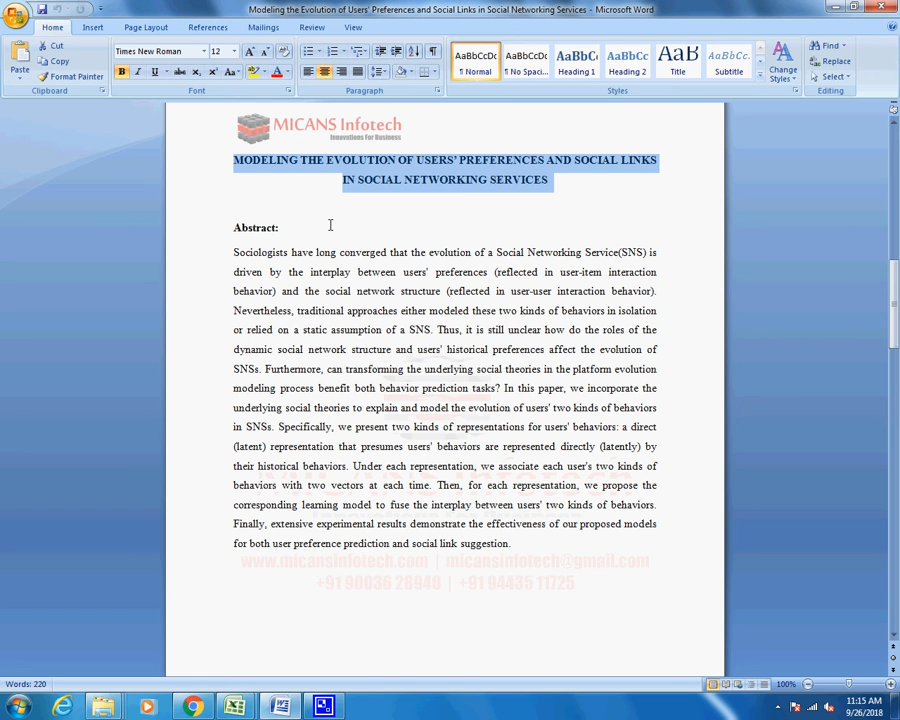 Modeling the Evolution of Users' Preferences and Social Links in Social Networking Services - Microsoft Word
Home Insert Page Layout References Mailings Review View
Paste
Cut
Copy
Format Painter
Clipboard
Times New Roman 12
Font
Paragraph
AaBbCcDc AaBbCcDc AaBbC AaBbCc AaB AaBbCc.
¶ Normal ¶ No Spaci... Heading 1 Heading 2 Title Subtitle
Change Styles
Styles
Find
Replace
Select
Editing
MICANS Infotech
Innovations For Business
MODELING THE EVOLUTION OF USERS' PREFERENCES AND SOCIAL LINKS
IN SOCIAL NETWORKING SERVICES
Abstract:
Sociologists have long converged that the evolution of a Social Networking Service(SNS) is
driven by the interplay between users' preferences (reflected in user-item interaction
behavior) and the social network structure (reflected in user-user interaction behavior).
Nevertheless, traditional approaches either modeled these two kinds of behaviors in isolation
or relied on a static assumption of a SNS. Thus, it is still unclear how do the roles of the
dynamic social network structure and users' historical preferences affect the evolution of
SNSs. Furthermore, can transforming the underlying social theories in the platform evolution
modeling process benefit both behavior prediction tasks? In this paper, we incorporate the
underlying social theories to explain and model the evolution of users' two kinds of behaviors
in SNSs. Specifically, we present two kinds of representations for users' behaviors: a direct
(latent) representation that presumes users' behaviors are represented directly (latently) by
their historical behaviors. Under each representation, we associate each user's two kinds of
behaviors with two vectors at each time. Then, for each representation, we propose the
corresponding learning model to fuse the interplay between users' two kinds of behaviors.
Finally, extensive experimental results demonstrate the effectiveness of our proposed models
for both user preference prediction and social link suggestion.
www.micansinfotech.com | micansinfotech@gmail.com
+91 90036 28940 | +91 94435 11725
Words: 220
100%
11:15 AM
9/26/2018